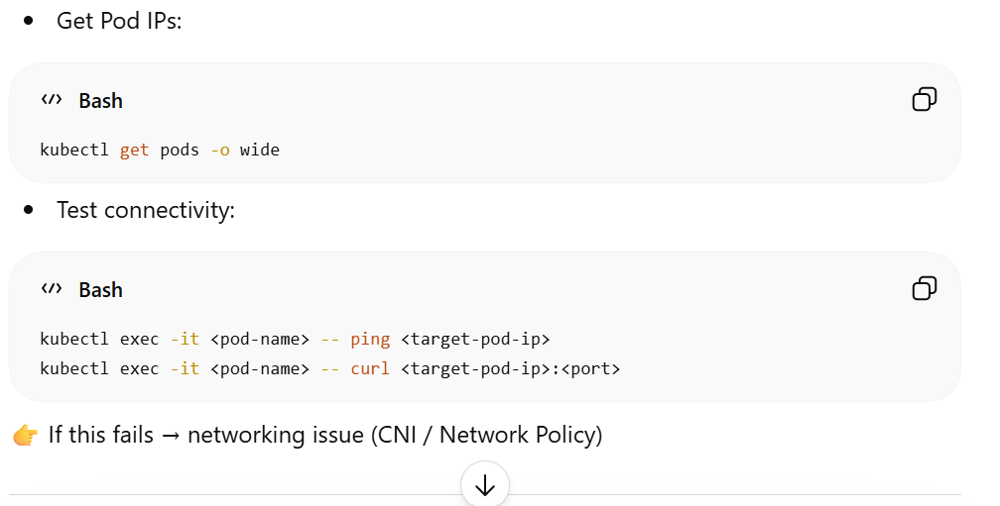 Get Pod IPs:
Bash
kubectl get pods -o wide
Test connectivity:
Bash
kubectl exec -it <pod-name> -- ping <target-pod-ip>
kubectl exec -it <pod-name> -- curl <target-pod-ip>:<port>
👉 If this fails → networking issue (CNI / Network Policy)